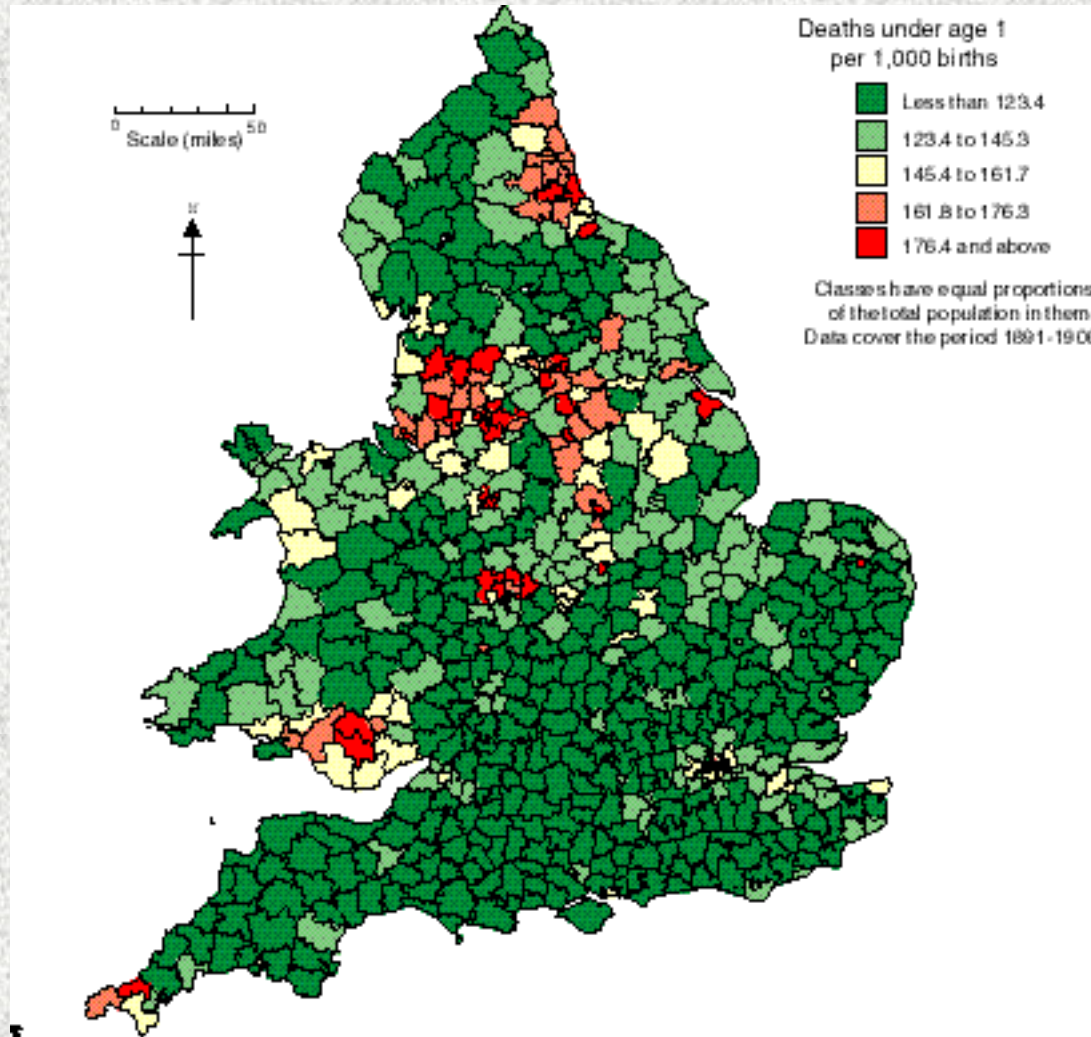 Deaths under age 1
per 1,000 births
Less than 123.4
123.4 to 145.3
145.4 to 161.7
161.8 to 176.3
176.4 and above
0 50
Scale (miles)
Classes have equal proportions
of the total population in them
Data cover the period 1891-190